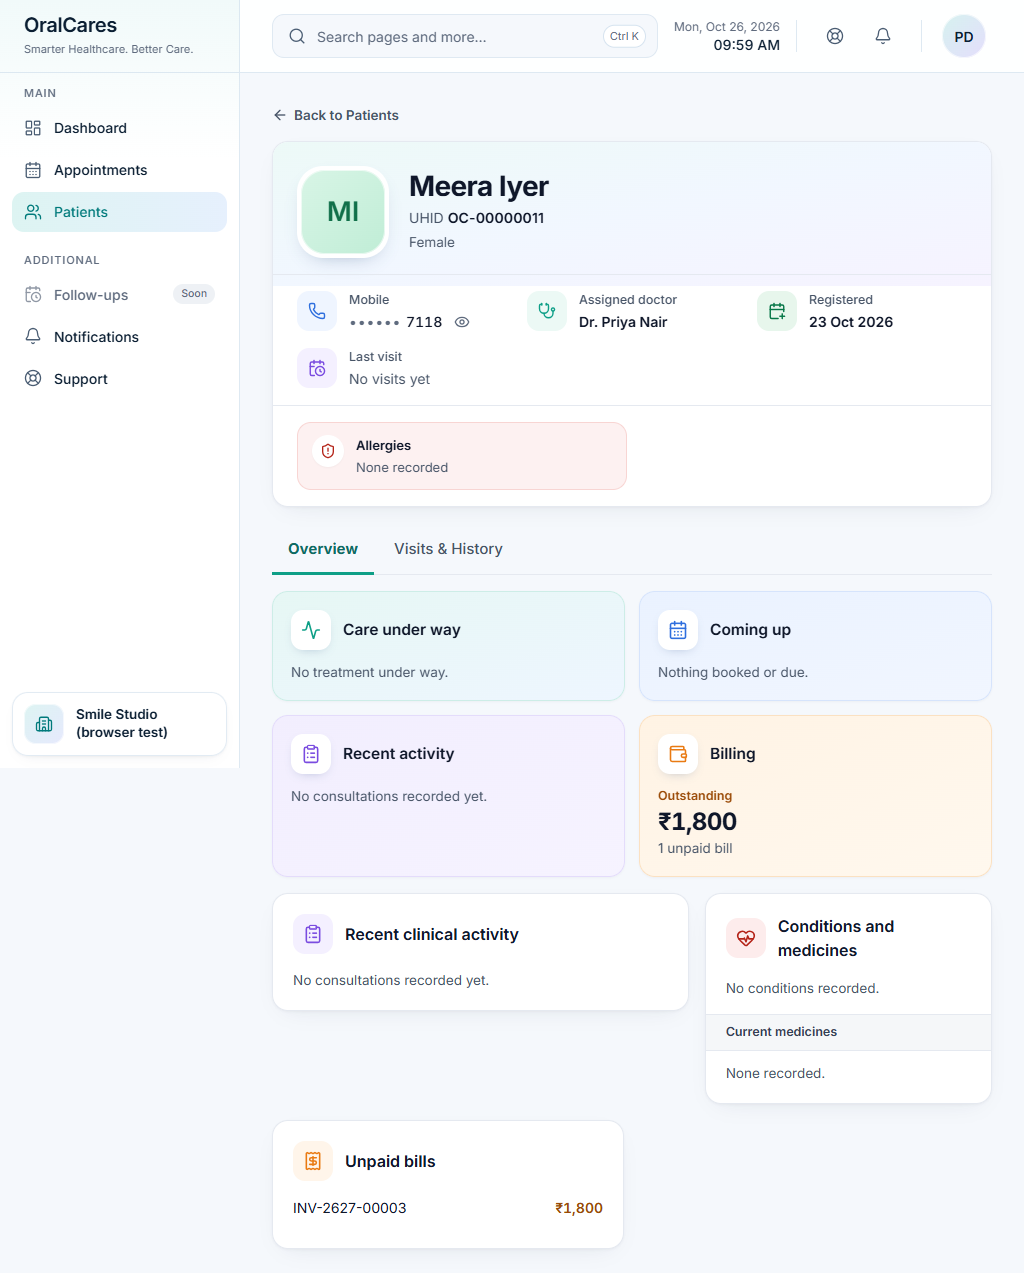 OralCares
Smarter Healthcare. Better Care.
Search pages and more...
Ctrl K
Mon, Oct 26, 2026
09:59 AM
PD
MAIN
Dashboard
Appointments
Patients
ADDITIONAL
Follow-ups
Soon
Notifications
Support
Smile Studio
(browser test)
Back to Patients
MI
Meera Iyer
UHID OC-00000011
Female
Mobile
•••••• 7118
Assigned doctor
Dr. Priya Nair
Registered
23 Oct 2026
Last visit
No visits yet
Allergies
None recorded
Overview
Visits & History
Care under way
No treatment under way.
Coming up
Nothing booked or due.
Recent activity
No consultations recorded yet.
Billing
Outstanding
₹1,800
1 unpaid bill
Recent clinical activity
No consultations recorded yet.
Conditions and
medicines
No conditions recorded.
Current medicines
None recorded.
Unpaid bills
INV-2627-00003
₹1,800